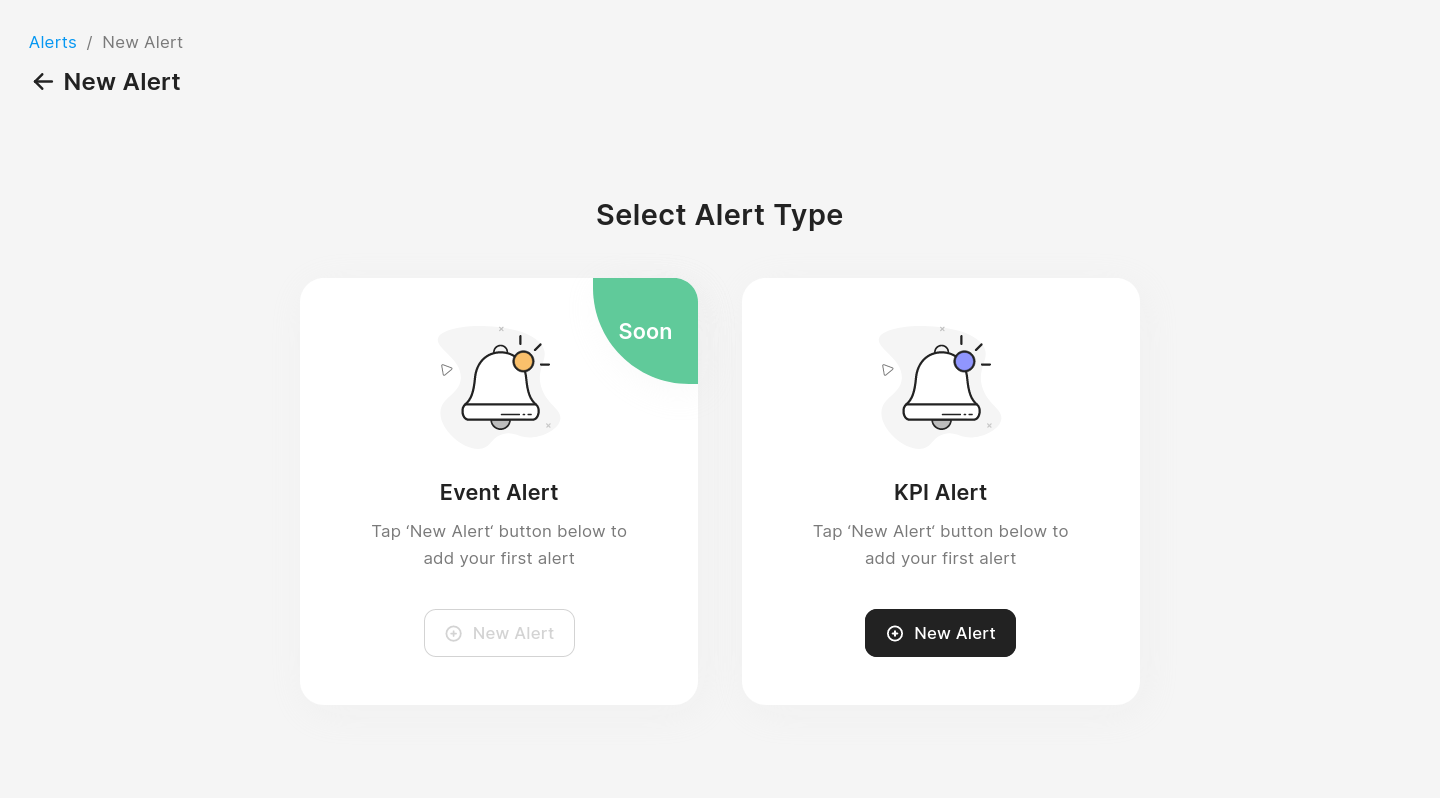 Alerts / New Alert
New Alert
Select Alert Type
Soon
Event Alert
Tap ‘New Alert‘ button below to
add your first alert
New Alert
KPI Alert
Tap ‘New Alert‘ button below to
add your first alert
New Alert